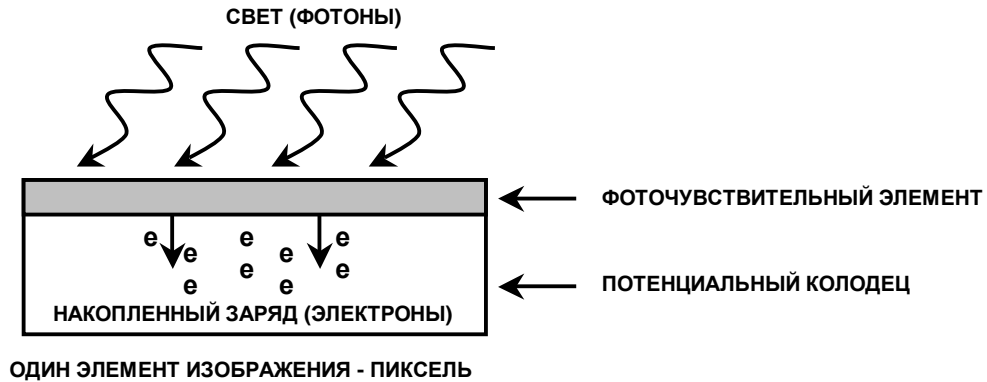 СВЕТ (ФОТОНЫ)
ФОТОЧУВСТВИТЕЛЬНЫЙ ЭЛЕМЕНТ
e e e
e e
e e
e e
ПОТЕНЦИАЛЬНЫЙ КОЛОДЕЦ
НАКОПЛЕННЫЙ ЗАРЯД (ЭЛЕКТРОНЫ)
ОДИН ЭЛЕМЕНТ ИЗОБРАЖЕНИЯ - ПИКСЕЛЬ